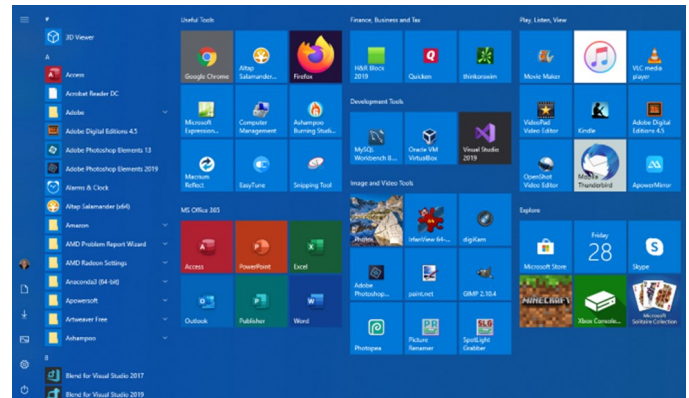 #
3D Viewer
A
Access
Acrobat Reader DC
Adobe
Adobe Digital Editions 4.5
Adobe Photoshop Elements 13
Adobe Photoshop Elements 2019
Alarms & Clock
Altap Salamander (x64)
Amazon
AMD Problem Report Wizard
AMD Radeon Settings
Anaconda3 (64-bit)
Apowersoft
Artweaver Free
Ashampoo
B
Blend for Visual Studio 2017
Blend for Visual Studio 2019
Useful Tools
Google Chrome
Altap
Salamander...
Firefox
Microsoft
Expression...
Computer
Management
Ashampoo
Burning Studi...
Macrium
Reflect
EasyTune
Snipping Tool
MS Office 365
Access
PowerPoint
Excel
Outlook
Publisher
Word
Finance, Business and Tax
H&R Block
2019
Quicken
thinkorswim
Development Tools
MySQL
Workbench 8...
Oracle VM
VirtualBox
Visual Studio
2019
Image and Video Tools
Photos
IrfanView 64-...
digiKam
Adobe
Photoshop...
paint.net
GIMP 2.10.4
Photopea
PR
Picture
Renamer
SLG
SpotLight
Grabber
Play, Listen, View
Movie Maker
VLC media
player
VideoPad
Video Editor
Kindle
Adobe Digital
Editions 4.5
OpenShot
Video Editor
Mozilla
Thunderbird
ApowerMirror
Explore
Microsoft Store
Friday
28
Skype
MINECRAFT
Xbox Console...
Microsoft
Solitaire Collection